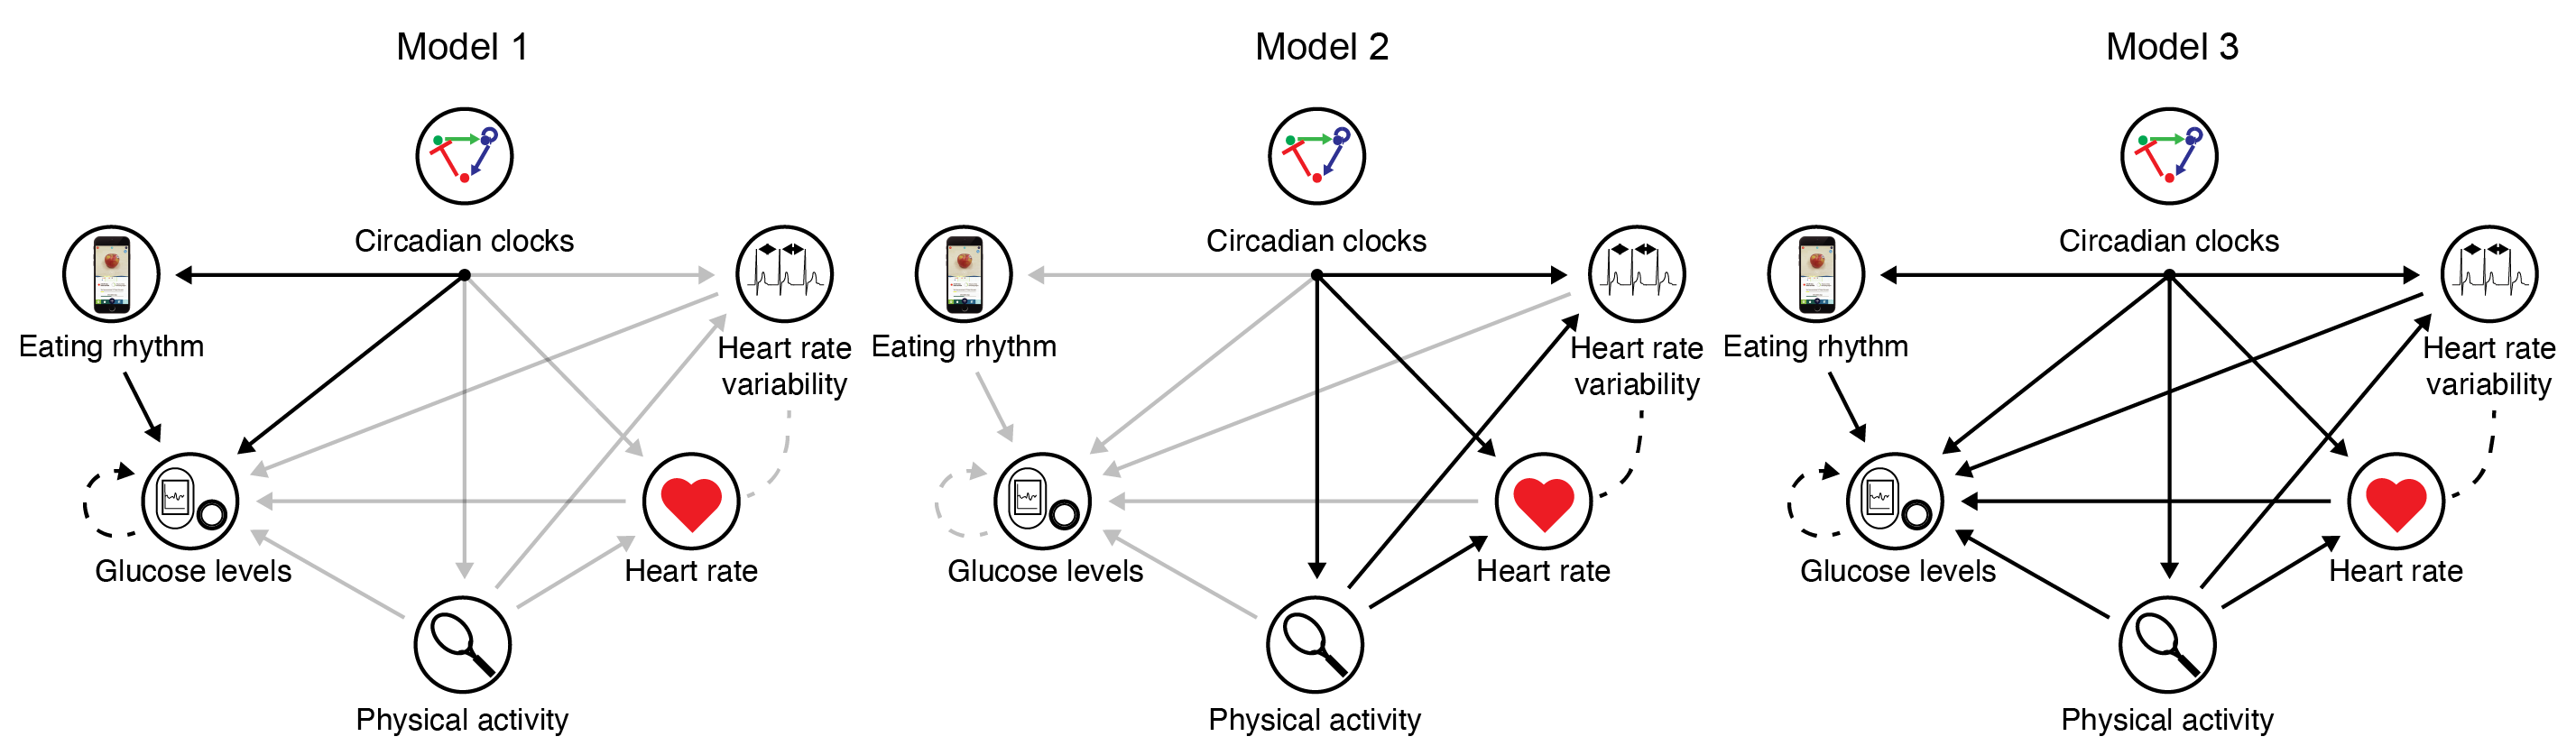 Model 1
Model 2
Model 3
Circadian clocks
Eating rhythm
Heart rate
variability
Glucose levels
Heart rate
Physical activity
Circadian clocks
Eating rhythm
Heart rate
variability
Glucose levels
Heart rate
Physical activity
Circadian clocks
Eating rhythm
Heart rate
variability
Glucose levels
Heart rate
Physical activity